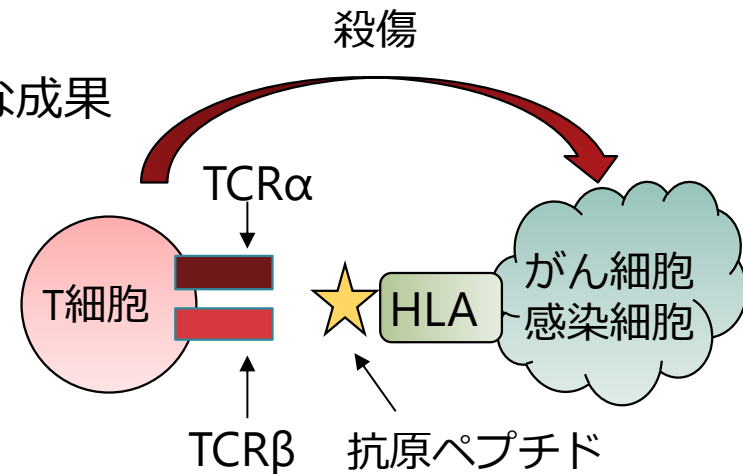 殺傷
な成果
TCRα
T細胞
HLA
がん細胞
感染細胞
TCRβ
抗原ペプチド